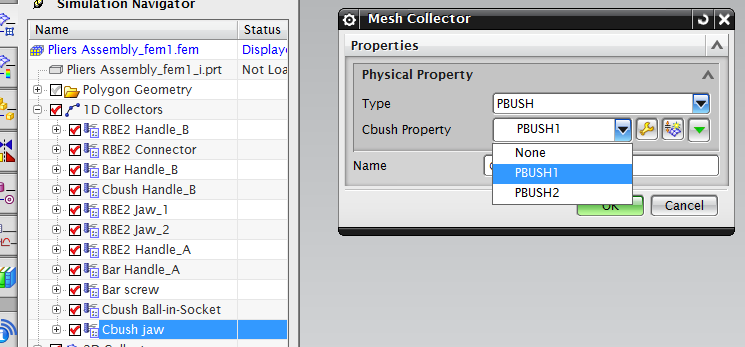 Simulation Navigator
Name Status
Pliers Assembly_fem1.fem Displaye
Pliers Assembly_fem1_i.prt Not Loa
Polygon Geometry
1D Collectors
RBE2 Handle_B
RBE2 Connector
Bar Handle_B
Cbush Handle_B
RBE2 Jaw_1
RBE2 Jaw_2
RBE2 Handle_A
Bar Handle_A
Bar screw
Cbush Ball-in-Socket
Cbush jaw
Mesh Collector
Properties
Physical Property
Type PBUSH
Cbush Property PBUSH1
None
PBUSH1
PBUSH2
Name
OK Cancel